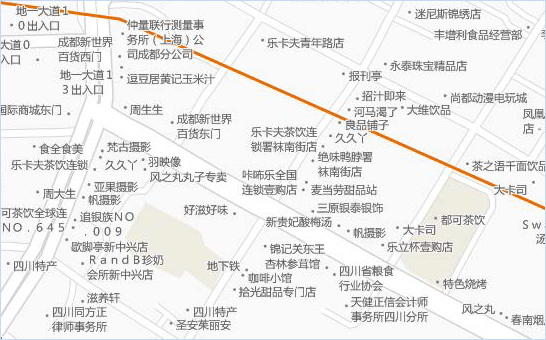 地一大道1
0出入口
仲量联行测量事
务所（上海）公
司成都分公司
迷尼斯锦绣店
丰增利食品经营部
乐卡夫青年路店
地一大道0
出入口
成都新世界
百货西门
永泰珠宝精品店
报刊亭
地一大道1
3出入口
逗豆居黄记玉米汁
招汁即来
尚都动漫电玩城
河马渴了
大维饮品
国际商城东门
周生生
成都新世界
百货东门
良品铺子
久久丫
凤凰
店
乐卡夫茶饮连
锁署袜南街店
食全食美
梵古摄影
绝味鸭脖署
袜南街店
乐卡夫茶饮连锁
久久丫
羽映像
茶之语千面饮品
风之丸丸子专卖
咔吣乐全国
连锁壹购店
亚果摄影
麦当劳甜品站
大卡司
周大生
三原银泰银饰
可茶饮全球连
NO.645
追银族NO
.009
好滋好味
新贵妃酸梅汤
都可茶饮
帆摄影
大卡司
Sw
汤
歇脚亭新中兴店
锦记关东王
乐立杯壹购店
RandB珍奶
会所新中兴店
杏林参茸馆
四川特产
地下铁
四川省粮食
行业协会
咖啡小馆
特色烧烤
拾光甜品专门店
滋养轩
天健正信会计师
事务所四川分所
四川同方正
律师事务所
四川特产
风之丸
圣安茱丽安
春南烟